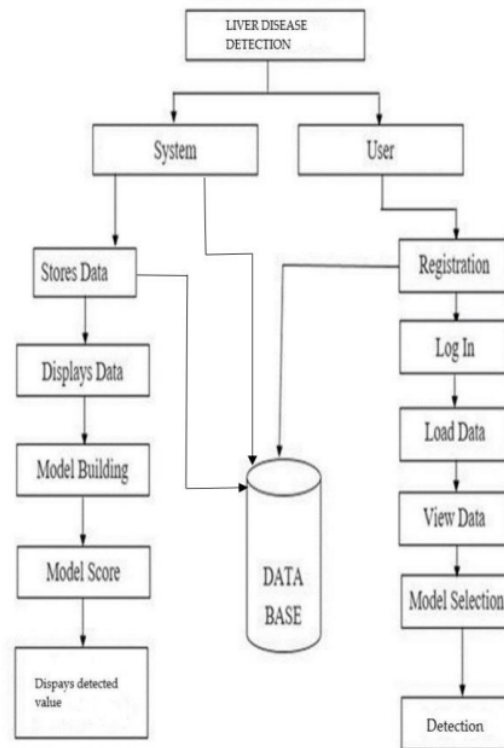 LIVER DISEASE
DETECTION
System
User
Stores Data
Registration
Displays Data
Log In
Model Building
Load Data
Model Score
View Data
DATA
BASE
Model Selection
Dispays detected
value
Detection